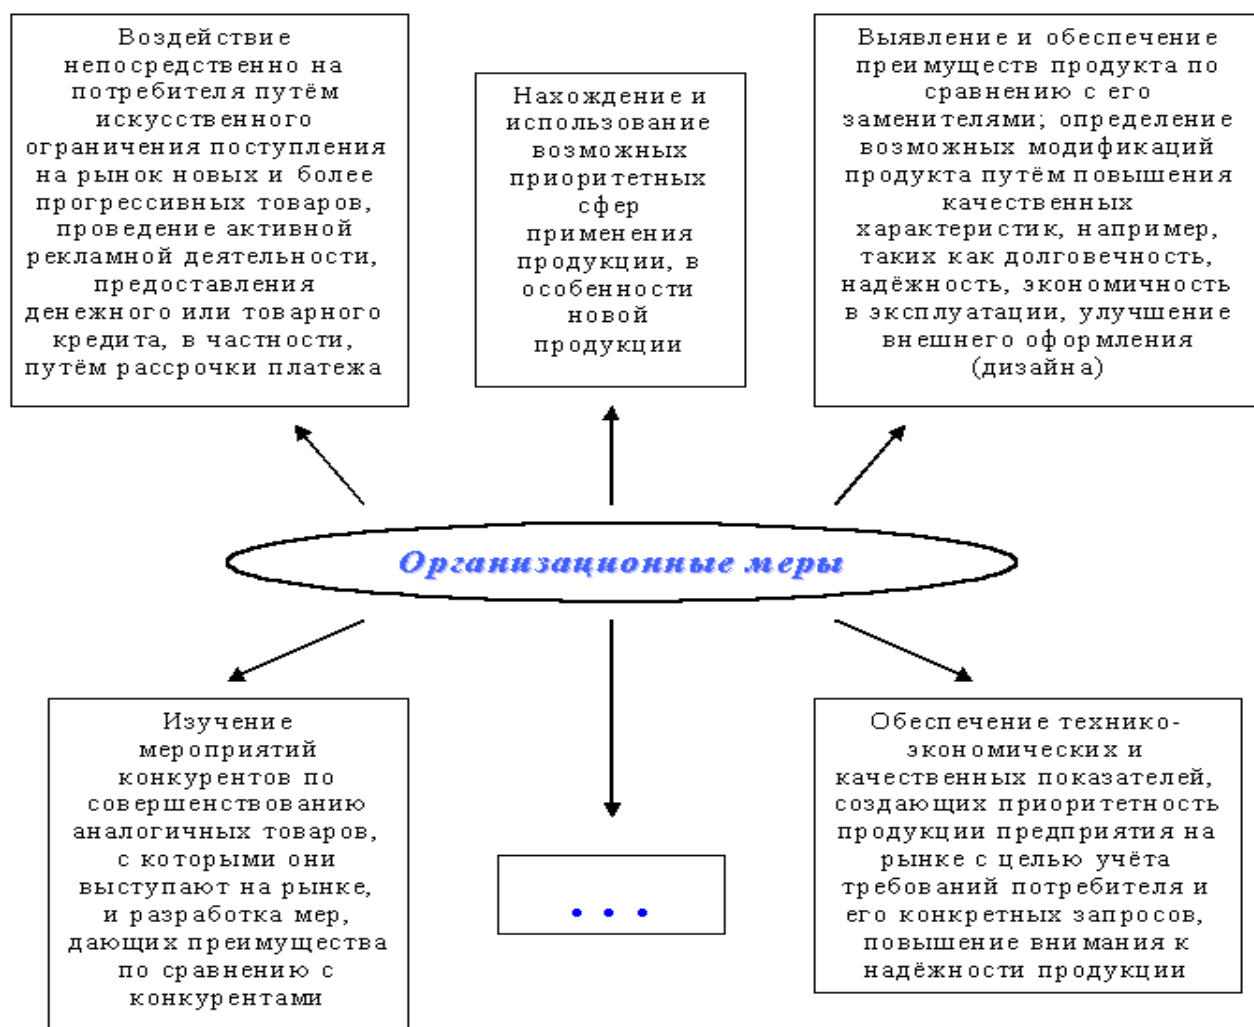 Воздействие
непосредственно на
потребителя путём
искусственного
ограничения поступления
на рынок новых и более
прогрессивных товаров,
проведение активной
рекламной деятельности,
предоставления
денежного или товарного
кредита, в частности,
путём рассрочки платежа
Нахождение и
использование
возможных
приоритетных
сфер
применения
продукции, в
особенности
новой
продукции
Выявление и обеспечение
преимуществ продукта по
сравнению с его
заменителями; определение
возможных модификаций
продукта путём повышения
качественных
характеристик, например,
таких как долговечность,
надёжность, экономичность
в эксплуатации, улучшение
внешнего оформления
(дизайна)
Организационные меры
Изучение
мероприятий
конкурентов по
совершенствованию
аналогичных товаров,
с которыми они
выступают на рынке,
и разработка мер,
дающих преимущества
по сравнению с
конкурентами
. . .
Обеспечение технико-
экономических и
качественных показателей,
создающих приоритетность
продукции предприятия на
рынке с целью учёта
требований потребителя и
его конкретных запросов,
повышение внимания к
надёжности продукции